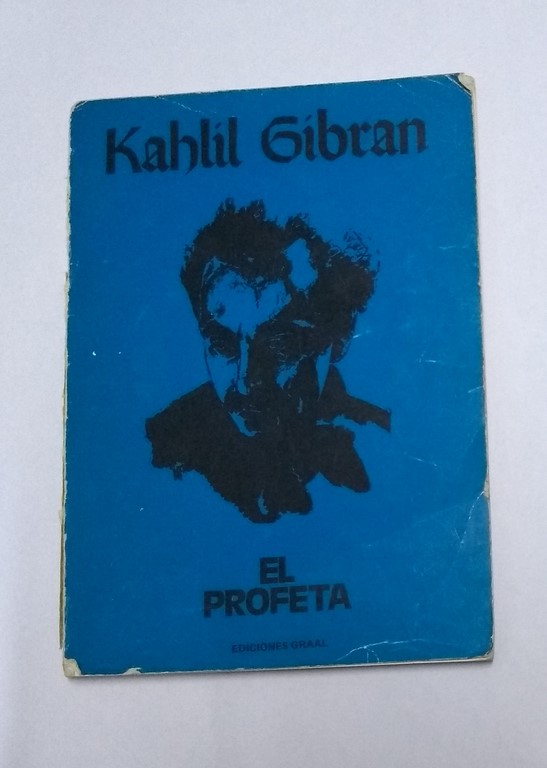 Kahlil Gibran
EL
PROFETA
EDICIONES GRAAL